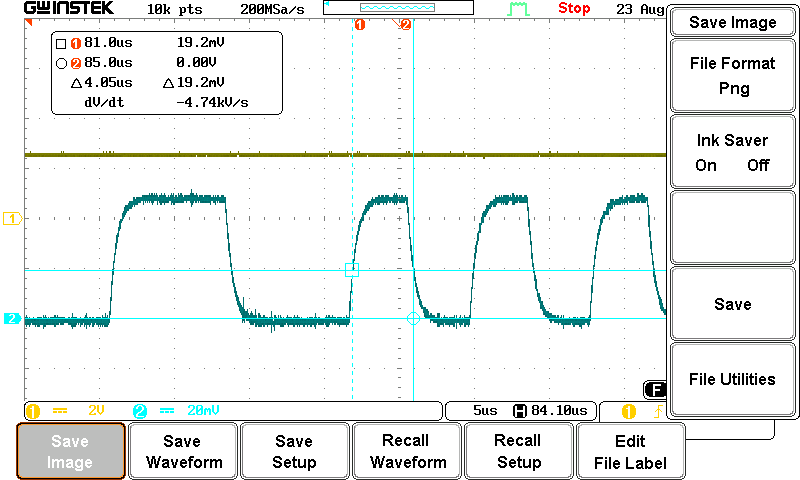 GWINSTEK 10k pts 200MSa/s Stop 23 Aug
1 2
1 81.0us 19.2mV
2 85.0us 0.00V
△4.05us △19.2mV
dV/dt -4.74kV/s
1
2
1 2V 2 20mV 5us H 84.10us 1
F
Save Image
File Format
Png
Ink Saver
On Off
Save
File Utilities
Save Image
Save Waveform
Save Setup
Recall Waveform
Recall Setup
Edit File Label